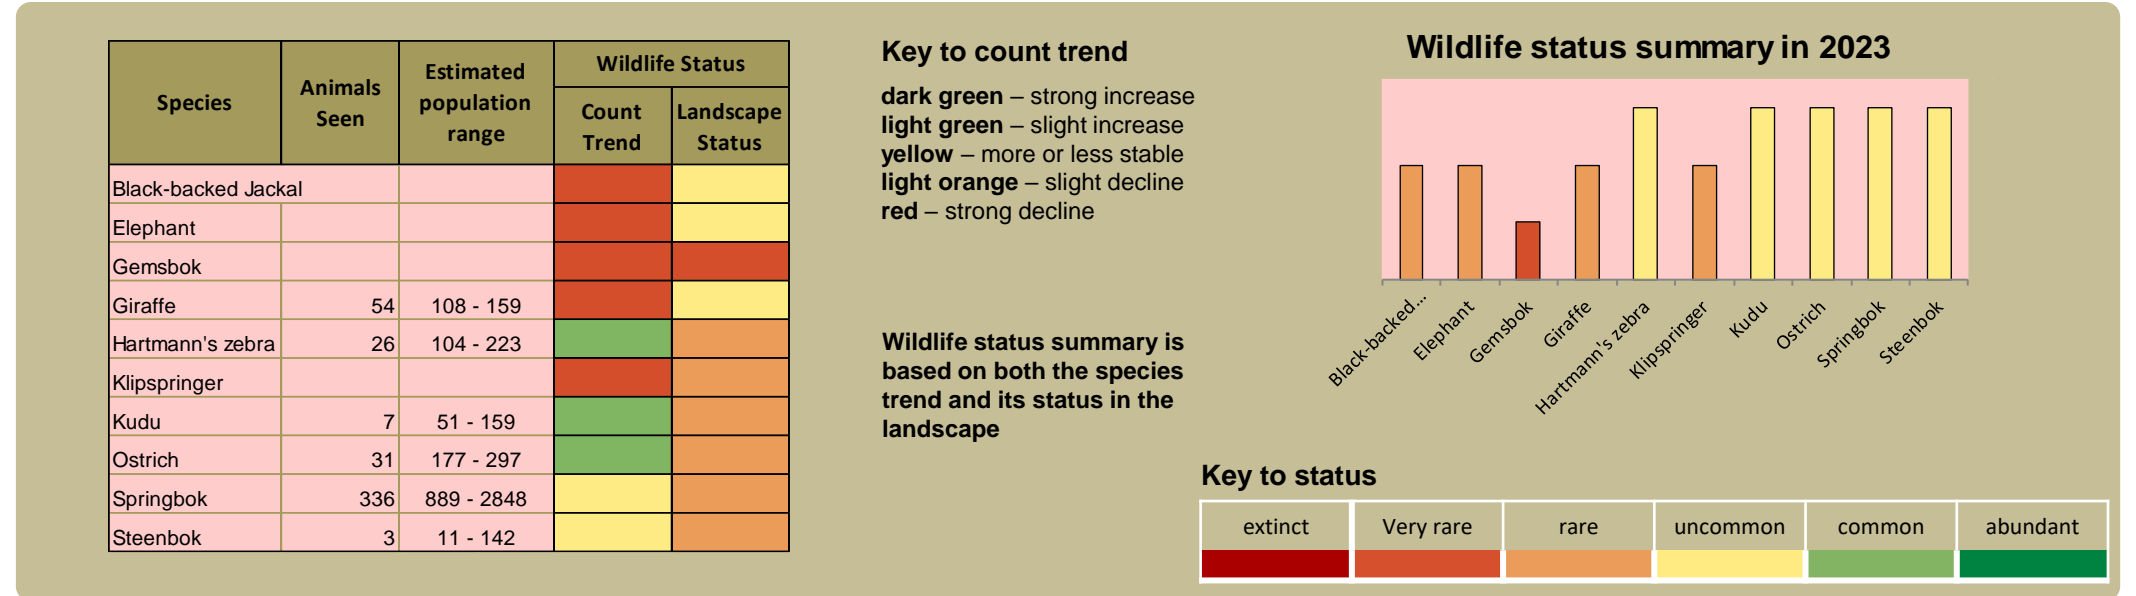 Species
Animals Seen
Estimated population range
Wildlife Status
Count Trend
Landscape Status
Black-backed Jackal
Elephant
Gemsbok
Giraffe 54 108 - 159
Hartmann's zebra 26 104 - 223
Klipspringer
Kudu 7 51 - 159
Ostrich 31 177 - 297
Springbok 336 889 - 2848
Steenbok 3 11 - 142
Key to count trend
dark green – strong increase
light green – slight increase
yellow – more or less stable
light orange – slight decline
red – strong decline
Wildlife status summary is
based on both the species
trend and its status in the
landscape
Wildlife status summary in 2023
Black-backed...
Elephant
Gemsbok
Giraffe
Hartmann's zebra
Klipspringer
Kudu
Ostrich
Springbok
Steenbok
Key to status
extinct Very rare rare uncommon common abundant